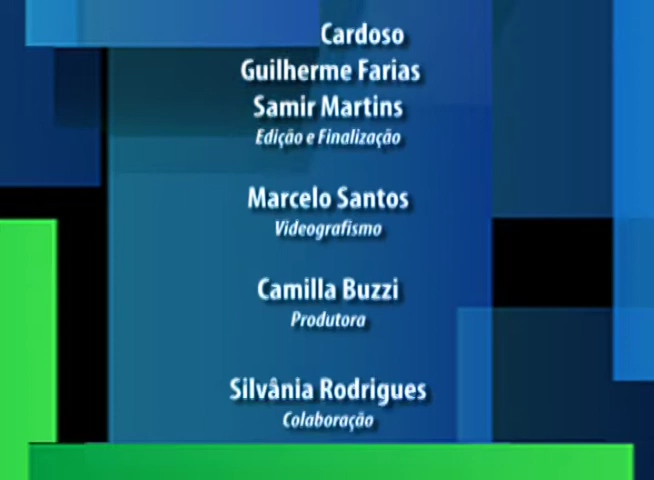 Cardoso
Guilherme Farias
Samir Martins
Edição e Finalização
Marcelo Santos
Videografismo
Camilla Buzzi
Produtora
Silvânia Rodrigues
Colaboração